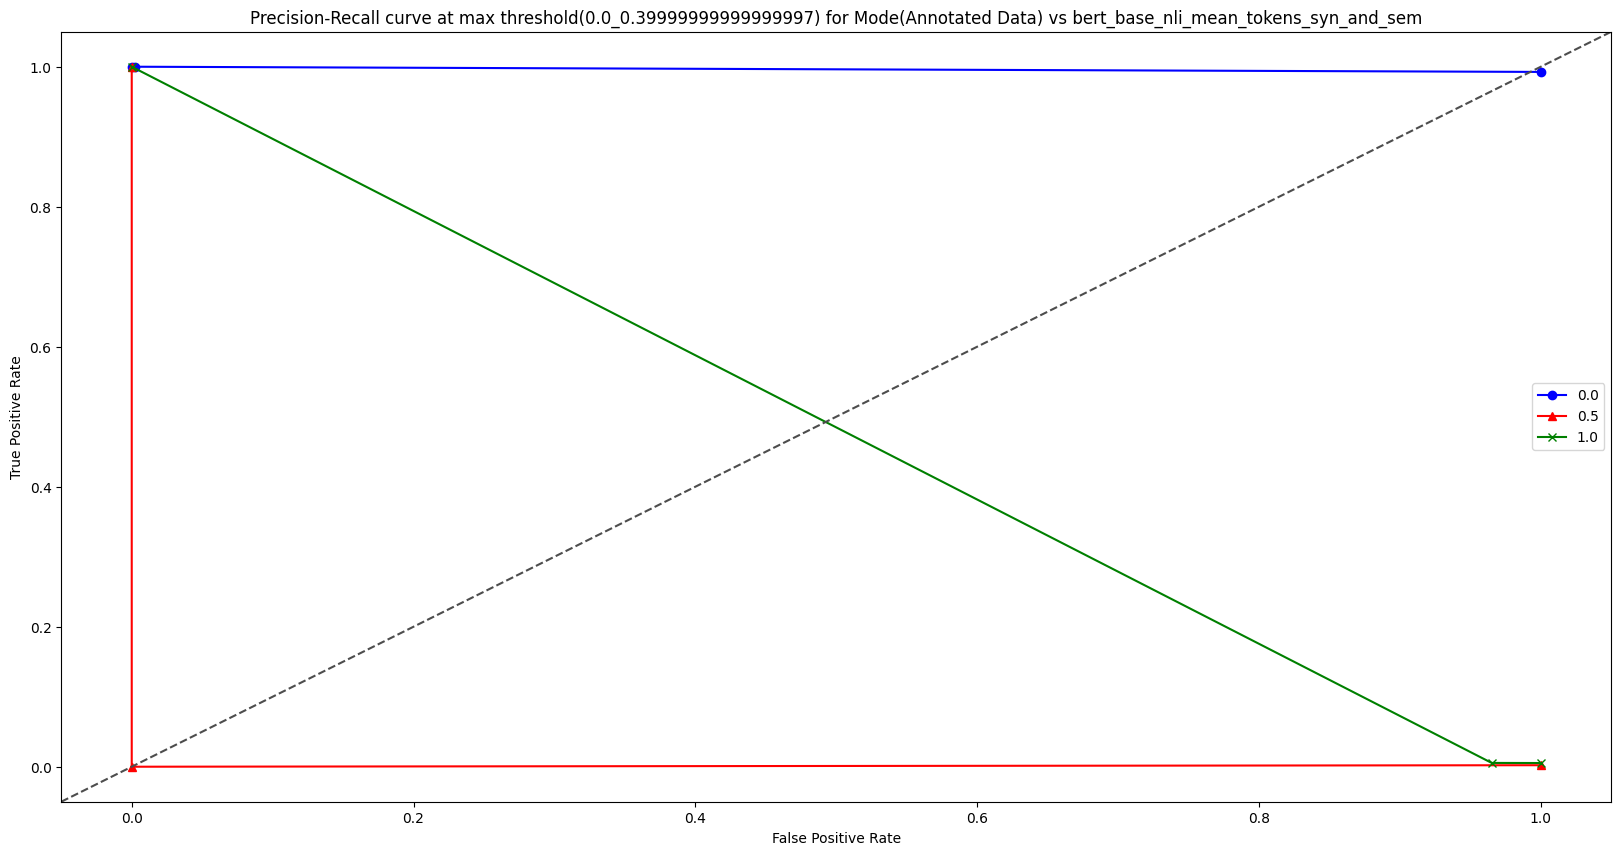 Precision-Recall curve at max threshold(0.0_0.39999999999999997) for Mode(Annotated Data) vs bert_base_nli_mean_tokens_syn_and_sem
1.0
0.8
0.6
0.4
0.2
0.0
True Positive Rate
0.0
0.5
1.0
0.0 0.2 0.4 0.6 0.8 1.0
False Positive Rate